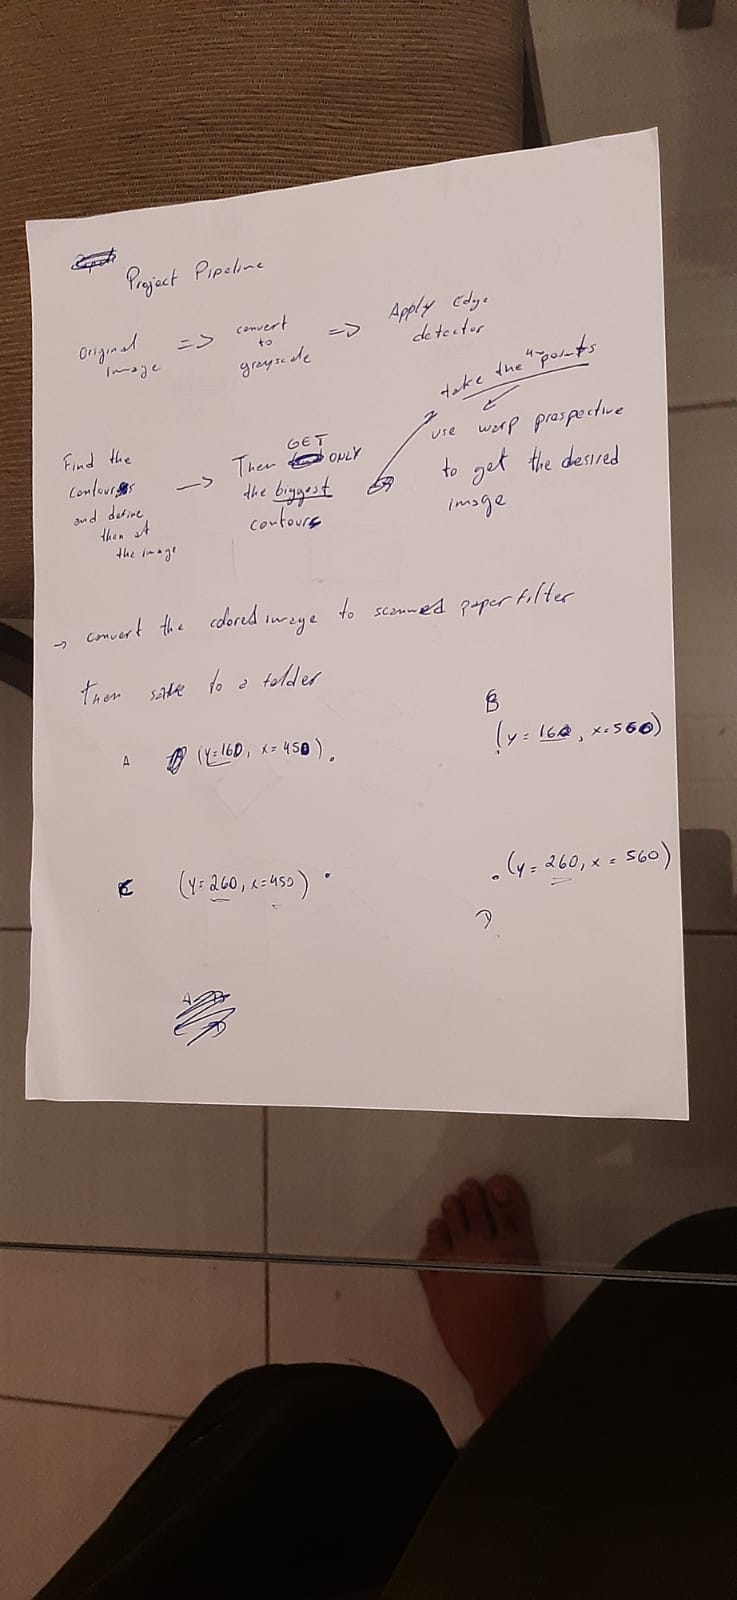 Project Pipeline
Original image => convert to grayscale => Apply Edge detector
Find the contours and define then at the image -> Then GET ONLY the biggest contours
take the 4 points
use warp prospective to get the desired image
-> convert the colored image to scanned paper filter
Then save to a folder
A (y=160, x=450) .
B (y=160, x=560)
C (y=260, x=450) .
. (y=260, x=560)